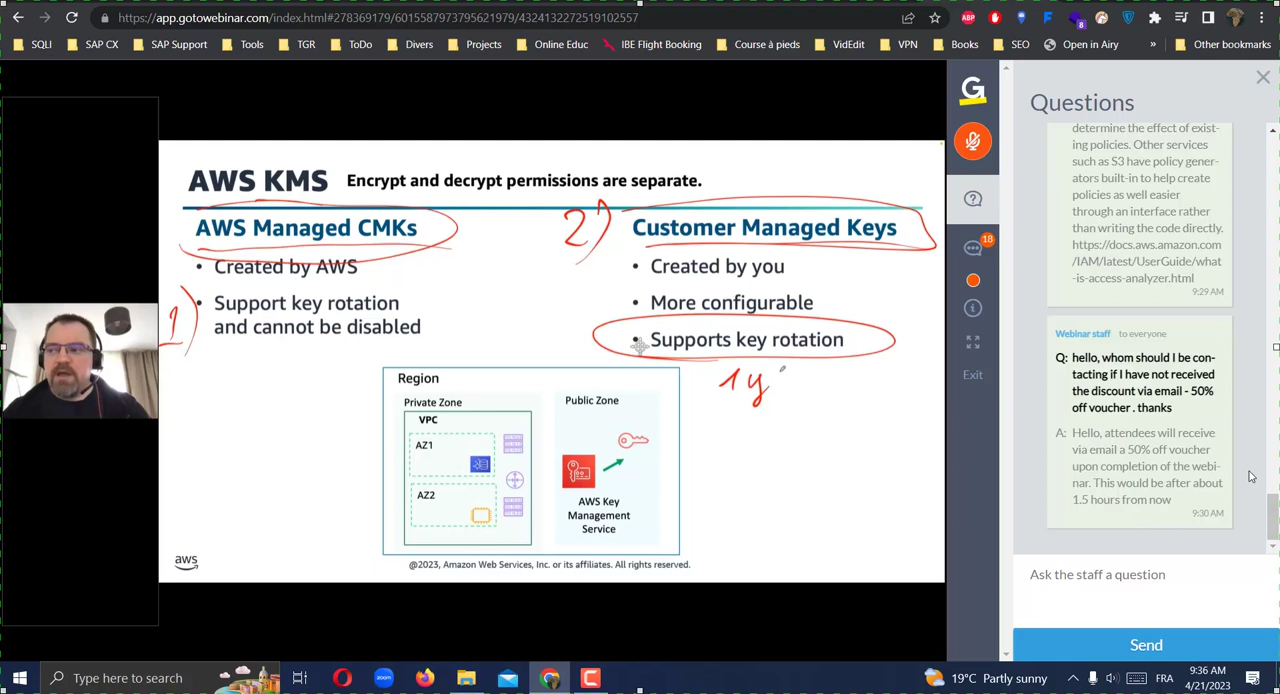 https://app.gotowebinar.com/index.html#278369179/6015587973795621979/4324132272519102557
ABP
8
SQLI
SAP CX
SAP Support
Tools
TGR
ToDo
Divers
Projects
Online Educ
IBE Flight Booking
Course à pieds
VidEdit
VPN
Books
SEO
Open in Airy
»
Other bookmarks
AWS KMS
Encrypt and decrypt permissions are separate.
AWS Managed CMKs
• Created by AWS
• Support key rotation
and cannot be disabled
1)
2)
Customer Managed Keys
• Created by you
• More configurable
• Supports key rotation
1y
Region
Private Zone
VPC
AZ1
AZ2
Public Zone
AWS Key
Management
Service
aws
@2023, Amazon Web Services, Inc. or its affiliates. All rights reserved.
G
18
Exit
Questions
determine the effect of exist-
ing policies. Other services
such as S3 have policy gener-
ators built-in to help create
policies as well easier
through an interface rather
than writing the code directly.
https://docs.aws.amazon.com
/IAM/latest/UserGuide/what
-is-access-analyzer.html
9:29 AM
Webinar staff to everyone
Q: hello, whom should I be con-
tacting if I have not received
the discount via email - 50%
off voucher . thanks
A: Hello, attendees will receive
via email a 50% off voucher
upon completion of the webi-
nar. This would be after about
1.5 hours from now
9:30 AM
Ask the staff a question
Send
Type here to search
zoom
19°C Partly sunny
FR
9:36 AM
4/21/2023